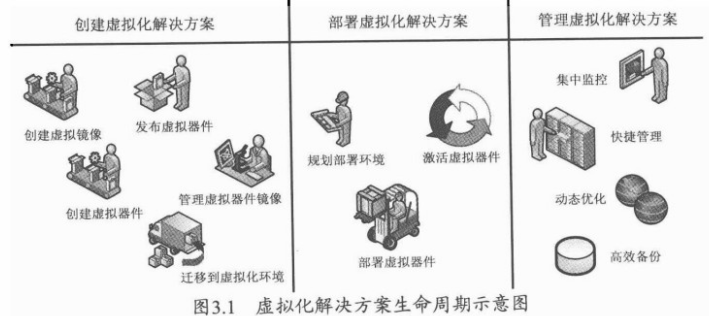 创建虚拟化解决方案
部署虚拟化解决方案
管理虚拟化解决方案
创建虚拟镜像
发布虚拟器件
创建虚拟器件
管理虚拟器件镜像
迁移到虚拟化环境
规划部署环境
激活虚拟器件
部署虚拟器件
集中监控
快捷管理
动态优化
高效备份
图3.1 虚拟化解决方案生命周期示意图